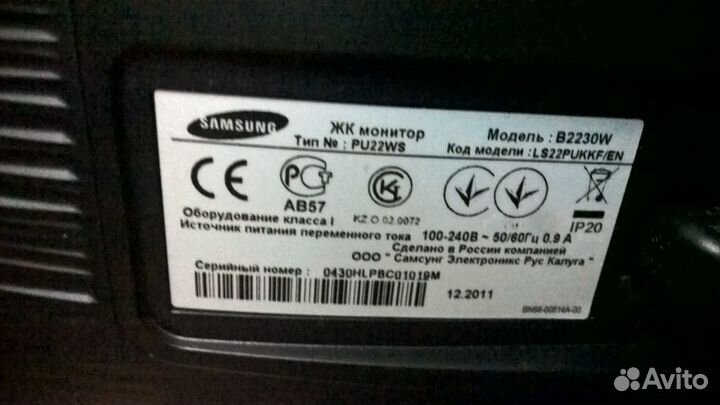 SAMSUNG
ЖК монитор
Модель : B2230W
Тип № : PU22WS
Код модели : LS22PUKKF/EN
CE
АВ57
KZ.O.02.0072
IP20
Оборудование класса I
Источник питания переменного тока 100-240В ~ 50/60Гц 0.9 А
Сделано в России компанией
ООО " Самсунг Электроникс Рус Калуга "
Серийный номер : 0430HLPBC01019M
12.2011
BN68-00614A-00
Avito